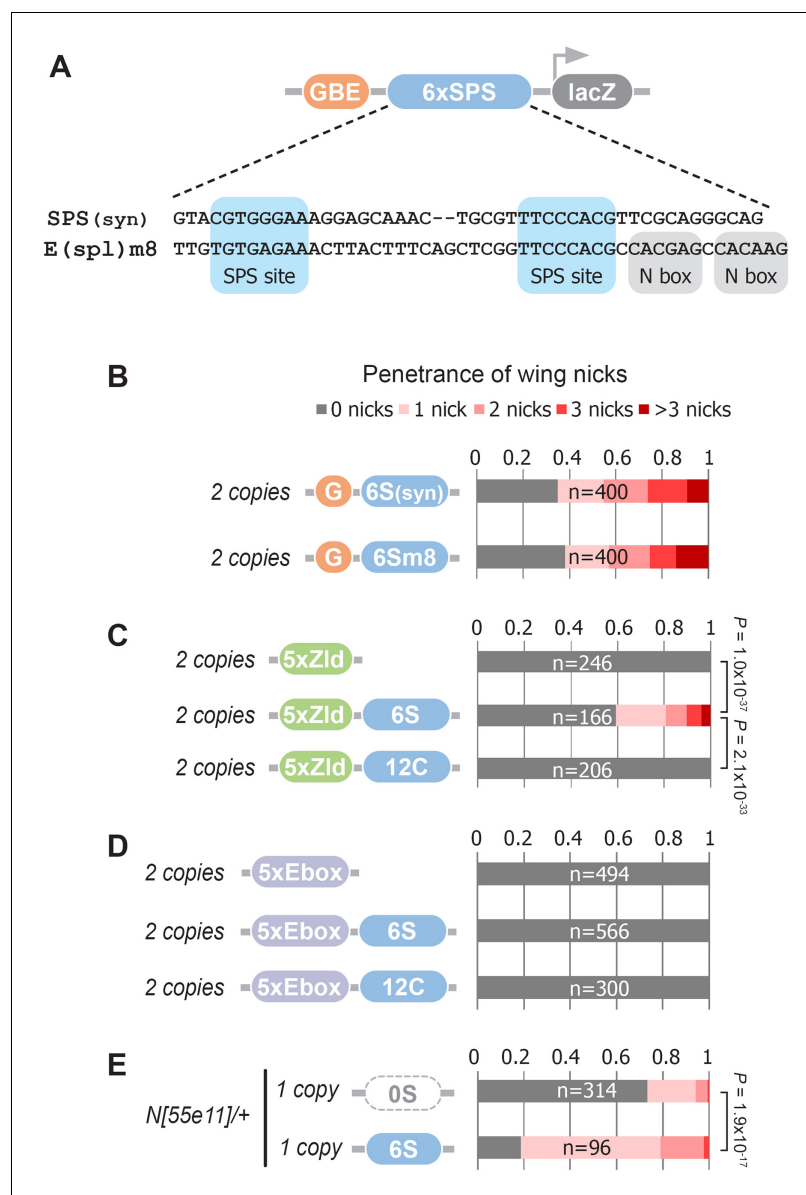 A
GBE 6xSPS lacZ
SPS(syn) GTACGTGGGAAAGGAGCAAAC--TGCGTTTCCCACGTTCGCAGGGCAG
E(spl)m8 TTGTGTGAGAAACTTACTTTCAGCTCGGTTCCCACGCCACGAGCCACAAG
SPS site SPS site N box N box
B
Penetrance of wing nicks
0 nicks 1 nick 2 nicks 3 nicks >3 nicks
0 0.2 0.4 0.6 0.8 1
2 copies G 6S(syn) n=400
2 copies G 6Sm8 n=400
C
0 0.2 0.4 0.6 0.8 1
2 copies 5xZld n=246
P = 1.0x10⁻³⁷
2 copies 5xZld 6S n=166
P = 2.1x10⁻³³
2 copies 5xZld 12C n=206
D
0 0.2 0.4 0.6 0.8 1
2 copies 5xEbox n=494
2 copies 5xEbox 6S n=566
2 copies 5xEbox 12C n=300
E
0 0.2 0.4 0.6 0.8 1
N[55e11]/+
1 copy 0S n=314
1 copy 6S n=96
P = 1.9x10⁻¹⁷